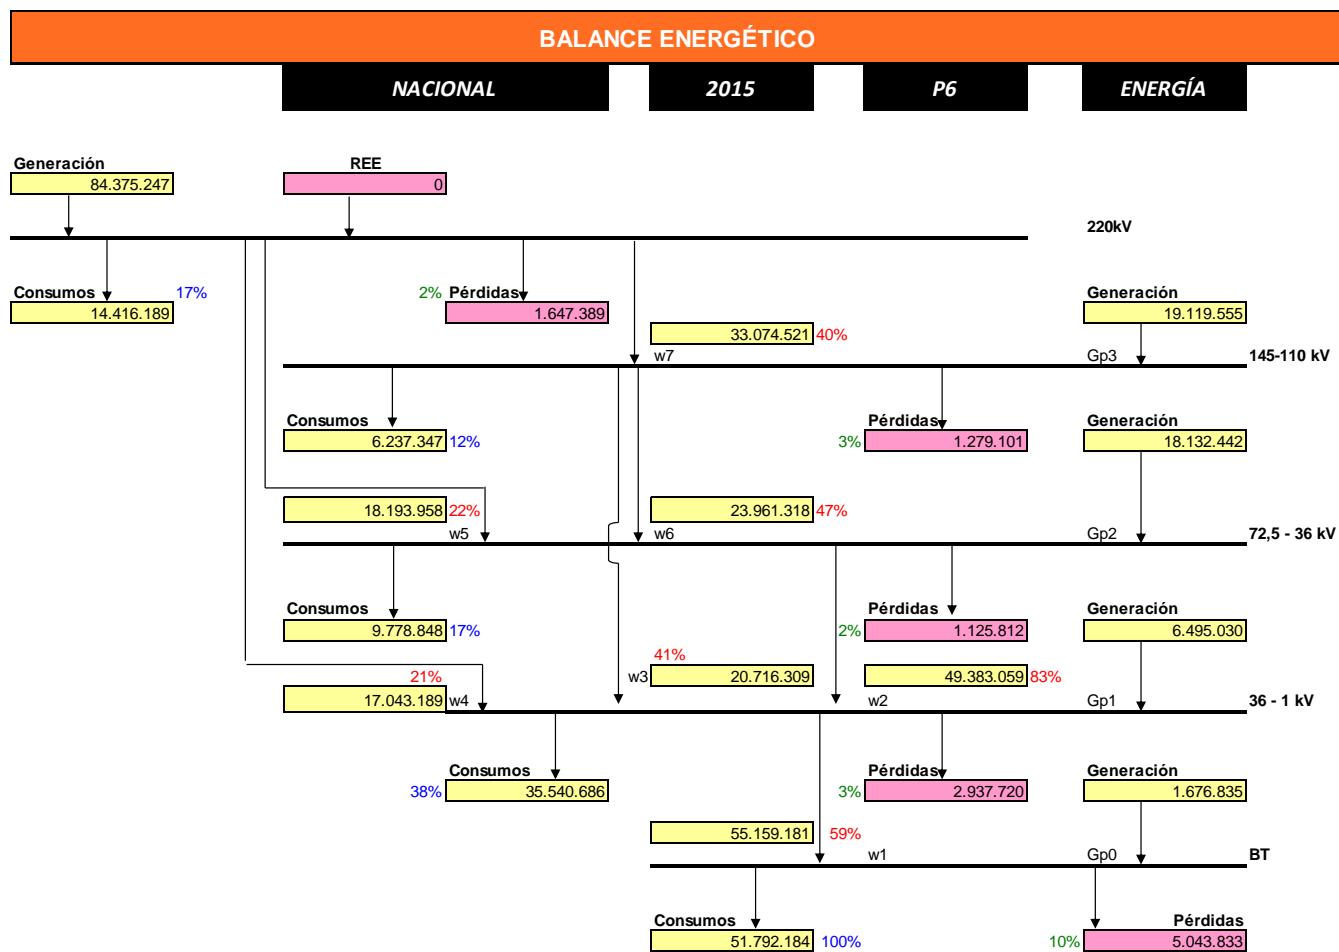 BALANCE ENERGÉTICO
NACIONAL 2015 P6 ENERGÍA
Generación REE
84.375.247 0
220kV
Consumos 17% 2% Pérdidas Generación
14.416.189 1.647.389 19.119.555
33.074.521 40%
w7 Gp3 145-110 kV
Consumos Pérdidas Generación
6.237.347 12% 3% 1.279.101 18.132.442
18.193.958 22% 23.961.318 47%
w5 w6 Gp2 72,5 - 36 kV
Consumos Pérdidas Generación
9.778.848 17% 2% 1.125.812 6.495.030
41%
21% w3 20.716.309 49.383.059 83%
17.043.189 w4 w2 Gp1 36 - 1 kV
Consumos Pérdidas Generación
38% 35.540.686 3% 2.937.720 1.676.835
55.159.181 59%
w1 Gp0 BT
Consumos Pérdidas
51.792.184 100% 10% 5.043.833